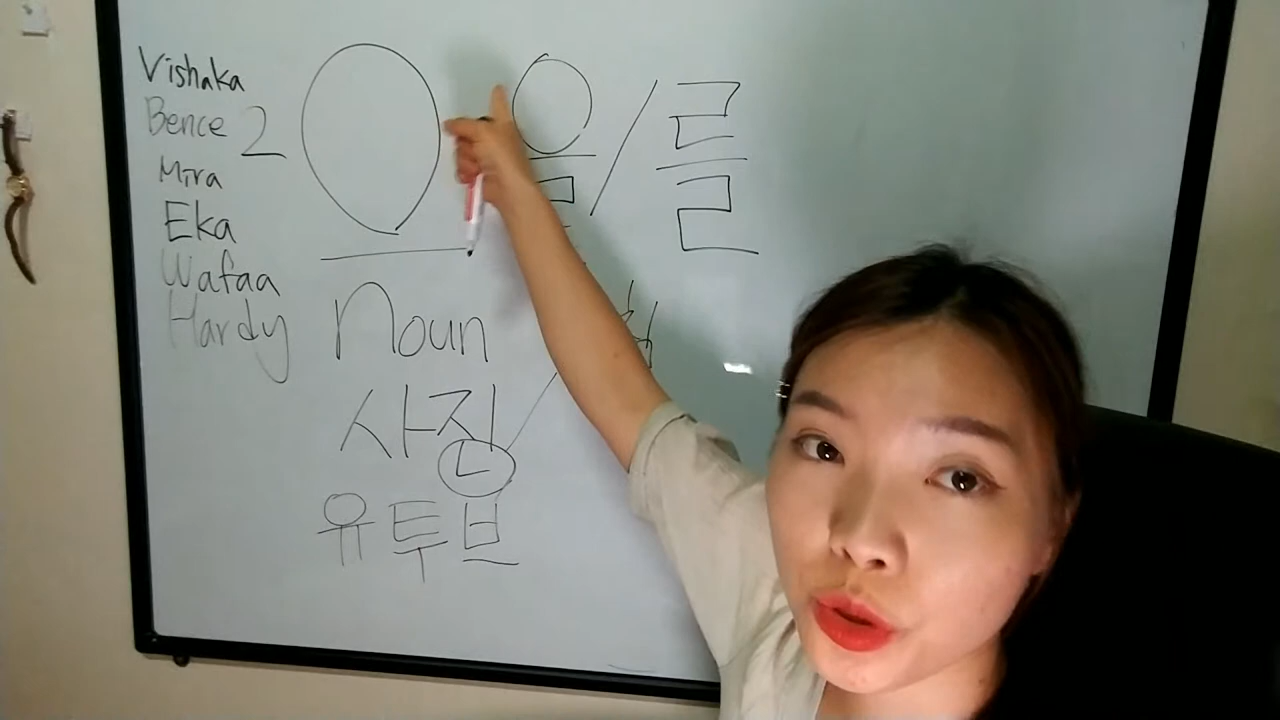 Vishaka
Bence 2
Mira
Eka
Wafaa
Hardy
을/를
Noun
사진
유투브